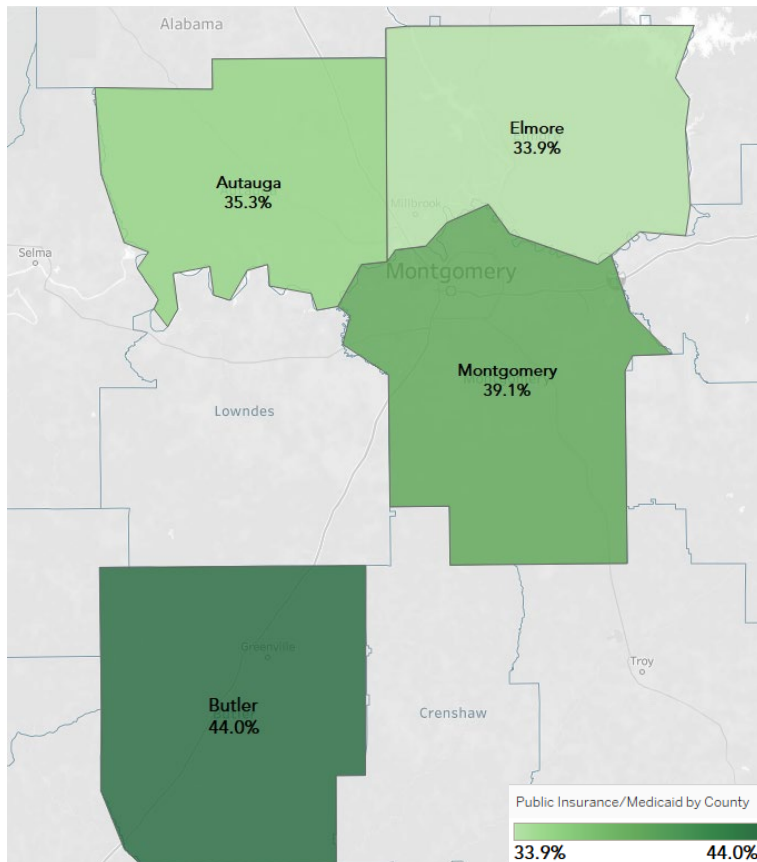 Alabama
Elmore
33.9%
Autauga
35.3%
Millbrook
Selma
Montgomery
Montgomery
39.1%
Lowndes
Greenville
Troy
Butler
44.0%
Crenshaw
Public Insurance/Medicaid by County
33.9%
44.0%